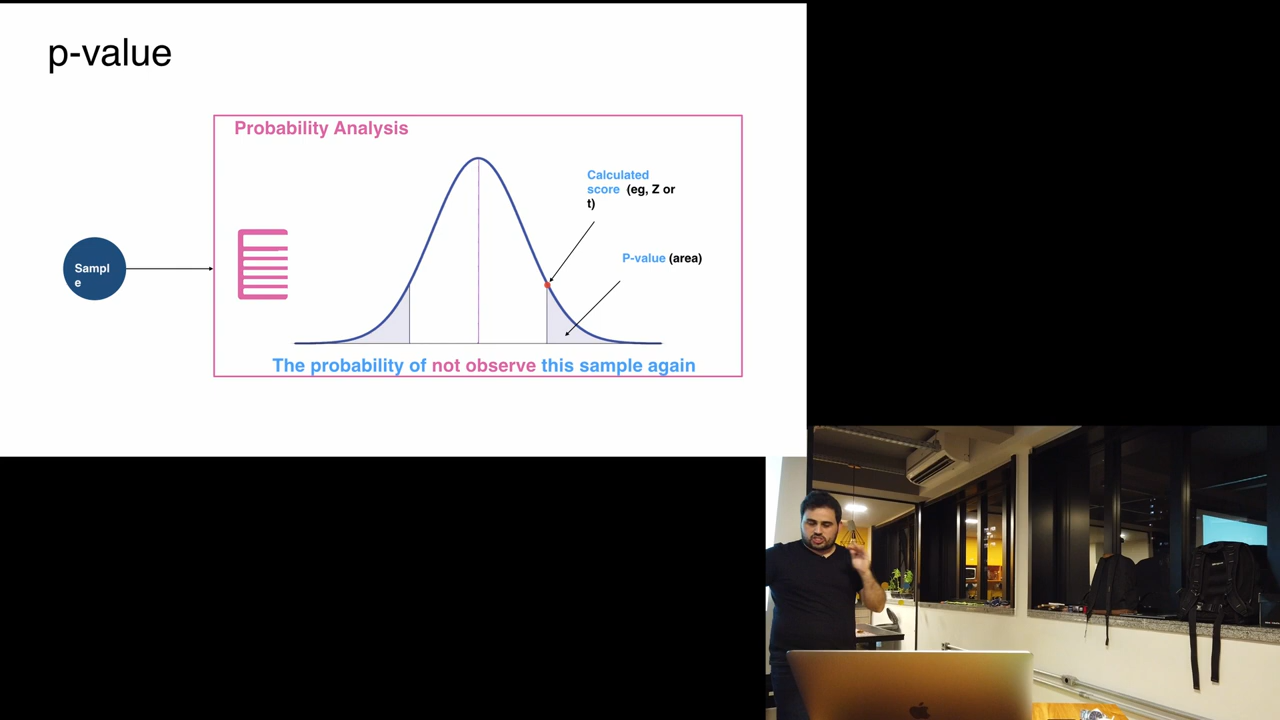 p-value
Probability Analysis
Calculated
score (eg, Z or
t)
P-value (area)
Sampl
e
The probability of not observe this sample again